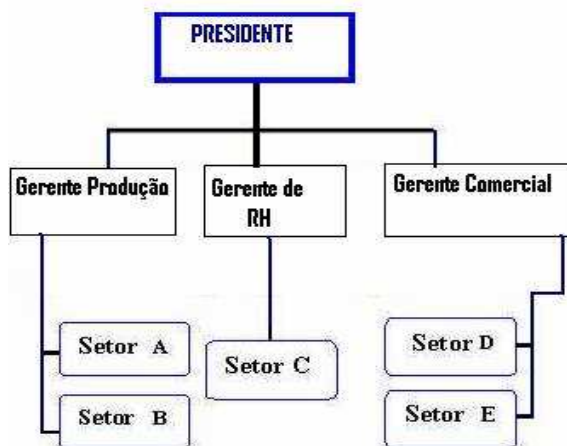 PRESIDENTE
Gerente Produção
Gerente de
RH
Gerente Comercial
Setor A
Setor B
Setor C
Setor D
Setor E